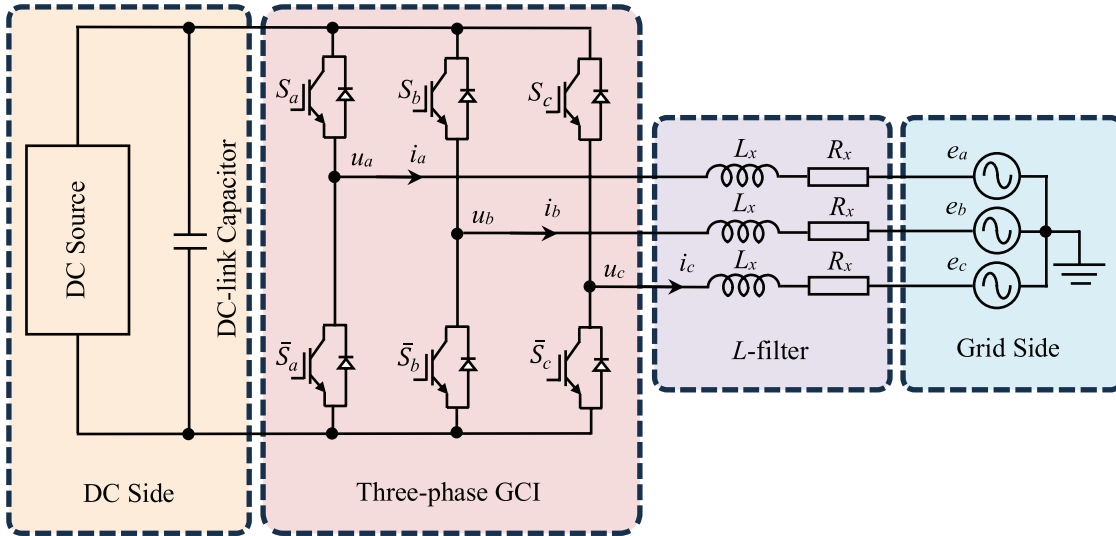 DC Source
DC-link Capacitor
DC Side
S_a
S_b
S_c
u_a
i_a
u_b
i_b
u_c
i_c
S̄_a
S̄_b
S̄_c
Three-phase GCI
L_x
R_x
L_x
R_x
L_x
R_x
L-filter
e_a
e_b
e_c
Grid Side